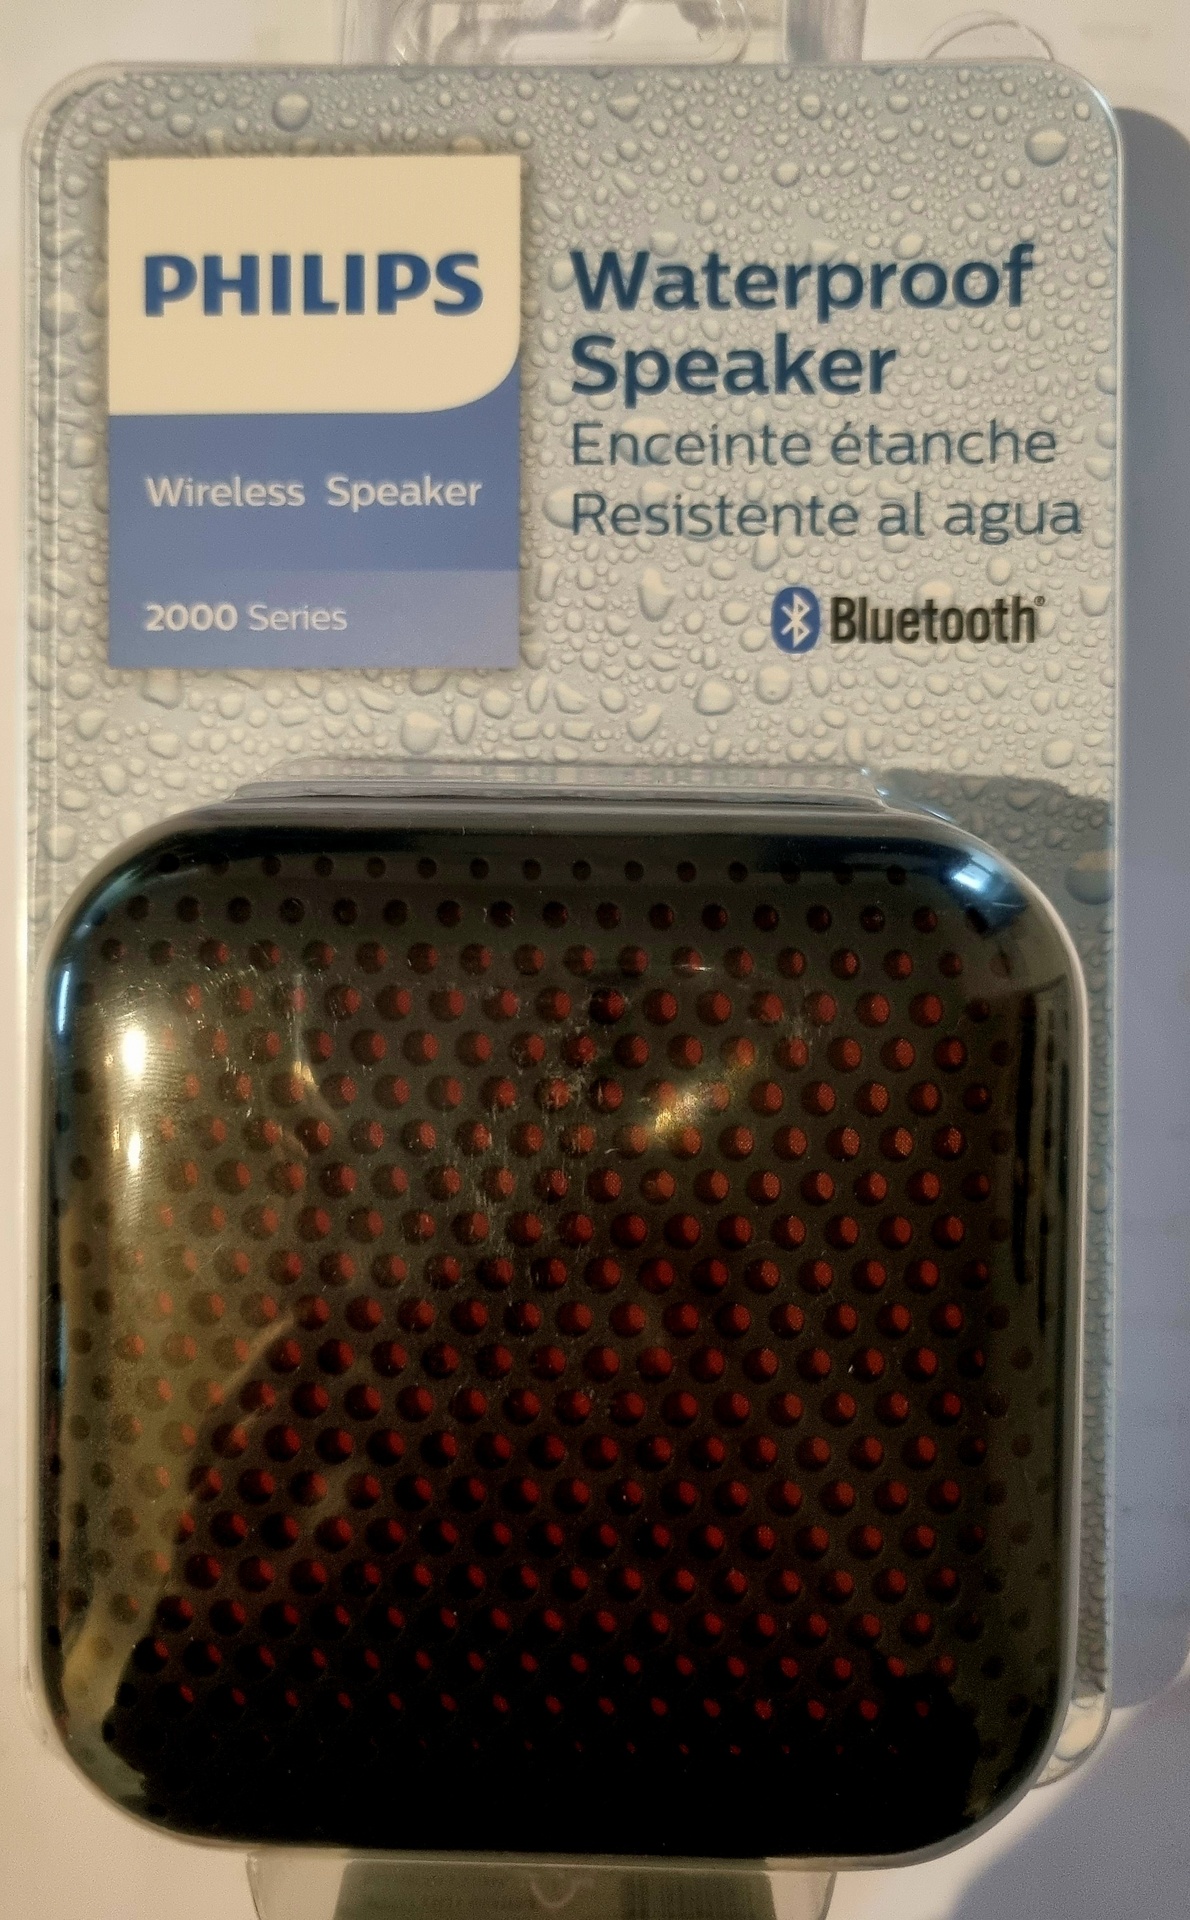 PHILIPS
Wireless Speaker
2000 Series
Waterproof
Speaker
Enceinte étanche
Resistente al agua
Bluetooth®